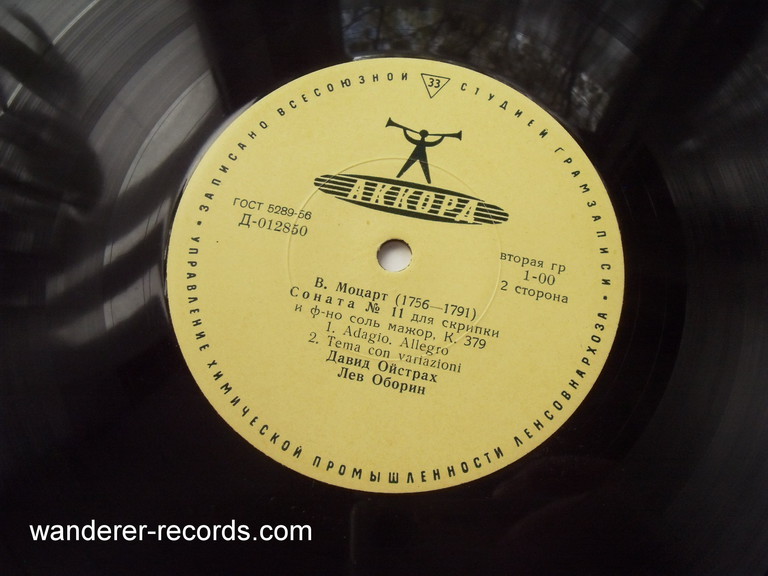 ЗАПИСАНО ВСЕСОЮЗНОЙ СТУДИЕЙ ГРАМЗАПИСИ • УПРАВЛЕНИЕ ХИМИЧЕСКОЙ ПРОМЫШЛЕННОСТИ ЛЕНСОВНАРХОЗА •
33
АККОРД
ГОСТ 5289-56
Д-012850
вторая гр
1-00
2 сторона
В. Моцарт (1756—1791)
Соната № 11 для скрипки
и ф-но соль мажор, К. 379
1. Adagio. Allegro
2. Tema con variazioni
Давид Ойстрах
Лев Оборин
wanderer-records.com